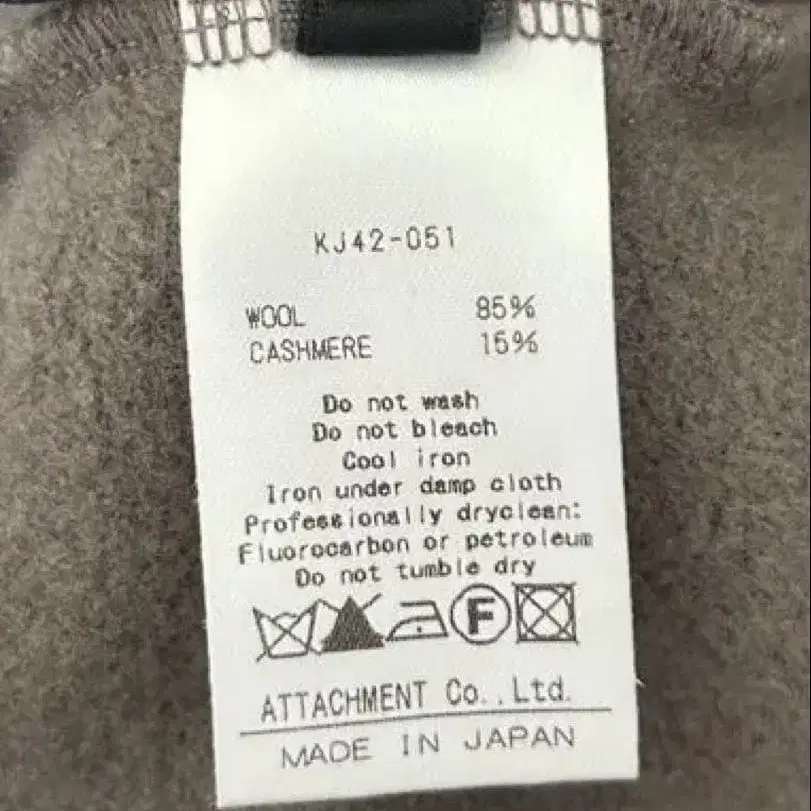 KJ42-051
WOOL 85%
CASHMERE 15%
Do not wash
Do not bleach
Cool iron
Iron under damp cloth
Professionally dryclean:
Fluorocarbon or petroleum
Do not tumble dry
F
ATTACHMENT Co.,Ltd.
MADE IN JAPAN